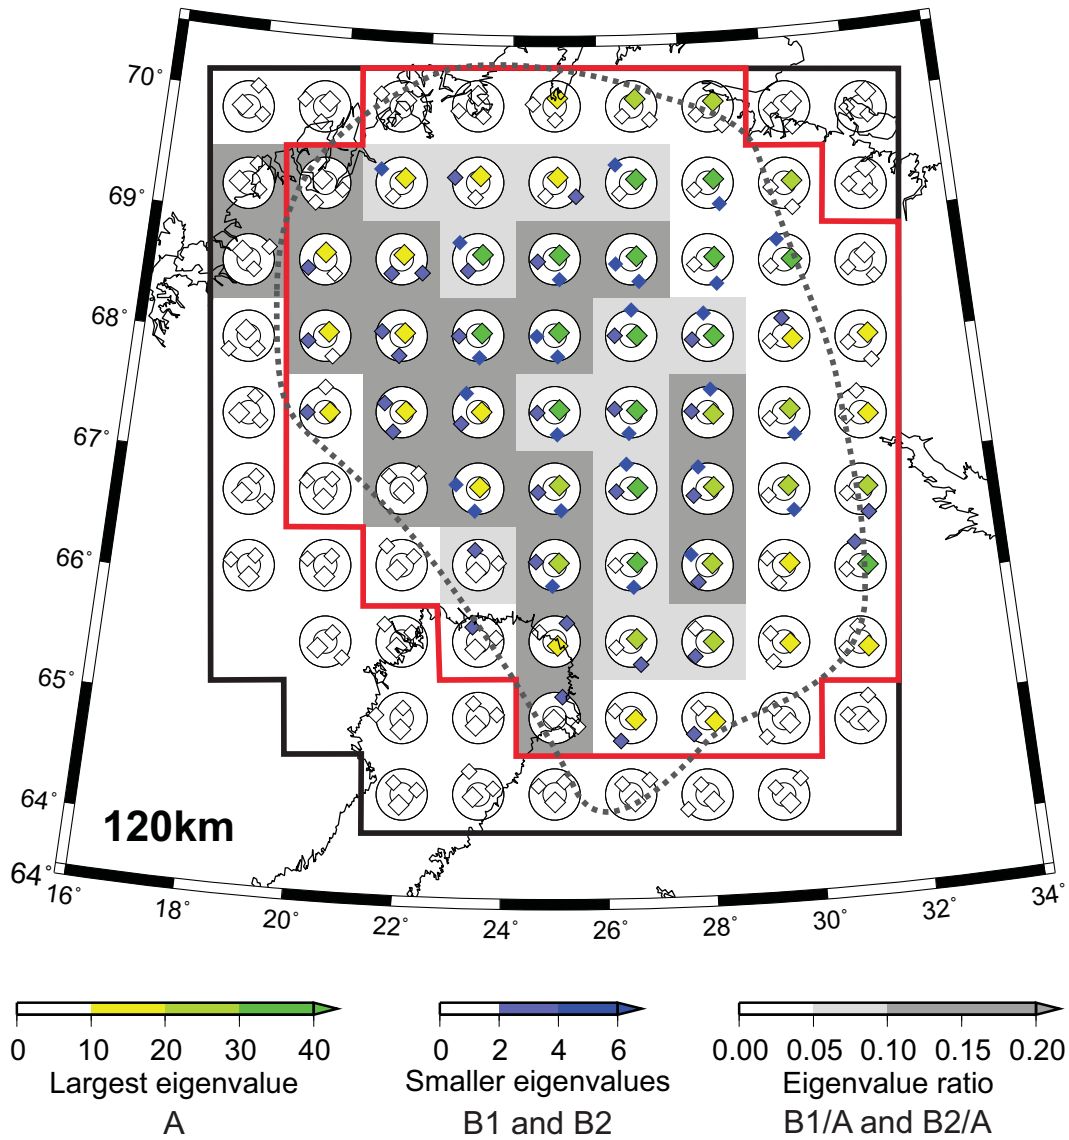 70°
69°
68°
67°
66°
65°
64°
120km
64°
16°
18°
20°
22°
24°
26°
28°
30°
32°
34°
0 10 20 30 40
Largest eigenvalue
A
0 2 4 6
Smaller eigenvalues
B1 and B2
0.00 0.05 0.10 0.15 0.20
Eigenvalue ratio
B1/A and B2/A